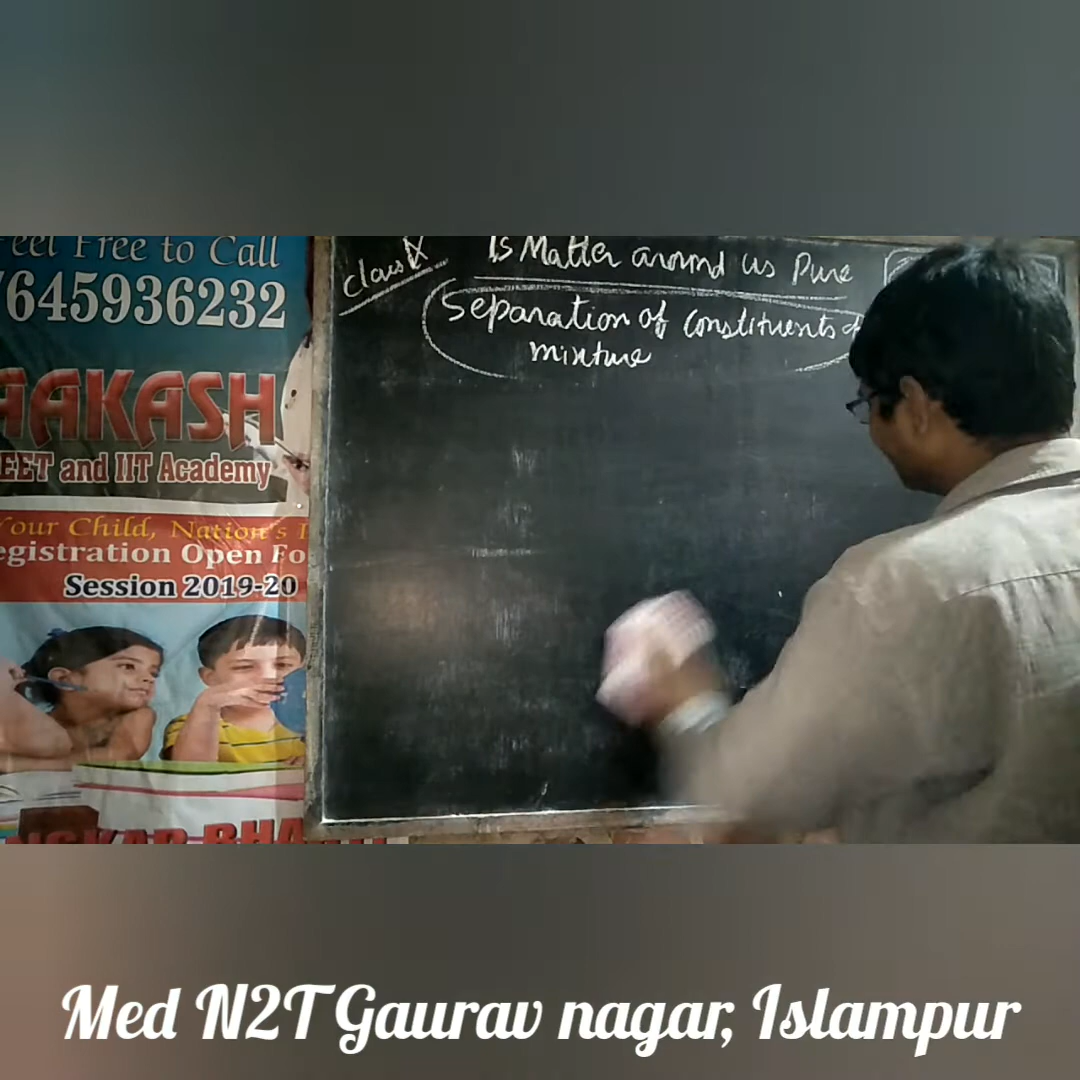 Feel Free to Call
7645936232
AAKASH
EET and IIT Academy
Your Child, Nation's
egistration Open Fo
Session 2019-20
class IX
Is Matter around us Pure
Separation of Constituents of
mixture
Med N2T Gaurav nagar, Islampur